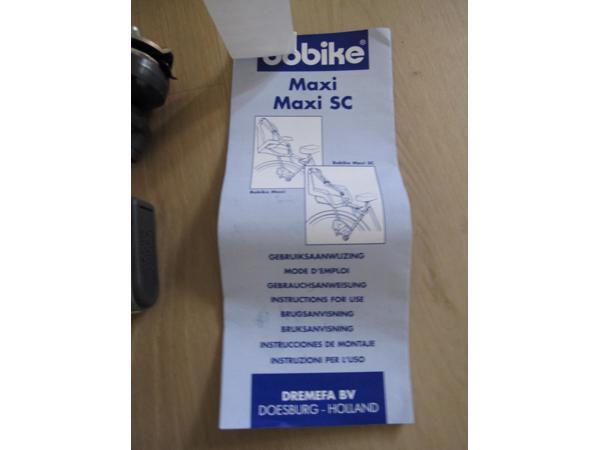 bobike®
Maxi
Maxi SC
Bobike Maxi SC
Bobike Maxi
GEBRUIKSAANWIJZING
MODE D'EMPLOI
GEBRAUCHSANWEISUNG
INSTRUCTIONS FOR USE
BRUGSANVISNING
BRUKSANVISNING
INSTRUCCIONES DE MONTAJE
INSTRUZIONI PER L'USO
DREMEFA BV
DOESBURG - HOLLAND